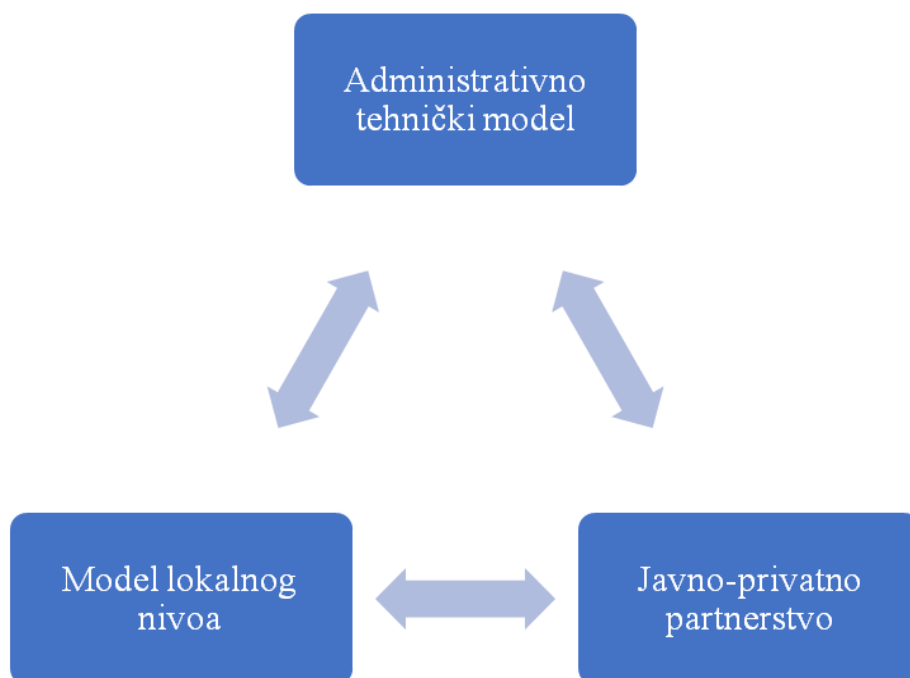 Administrativno
tehnički model
Model lokalnog
nivoa
Javno-privatno
partnerstvo